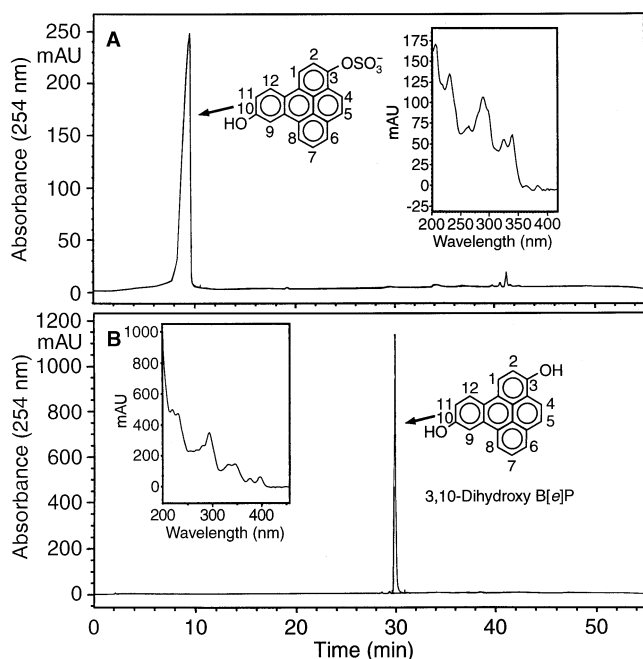 A
250
mAU
200
150
100
50
0
Absorbance (254 nm)
OSO₃⁻
1
2
3
4
5
6
7
8
9
10
11
12
HO
175
150
125
100
75
50
25
0
-25
mAU
200 250 300 350 400
Wavelength (nm)
B
1200
mAU
1000
800
600
400
200
0
Absorbance (254 nm)
1000
800
600
400
200
0
mAU
200 300 400
Wavelength (nm)
OH
1
2
3
4
5
6
7
8
9
10
11
12
HO
3,10-Dihydroxy B[e]P
0 10 20 30 40 50
Time (min)